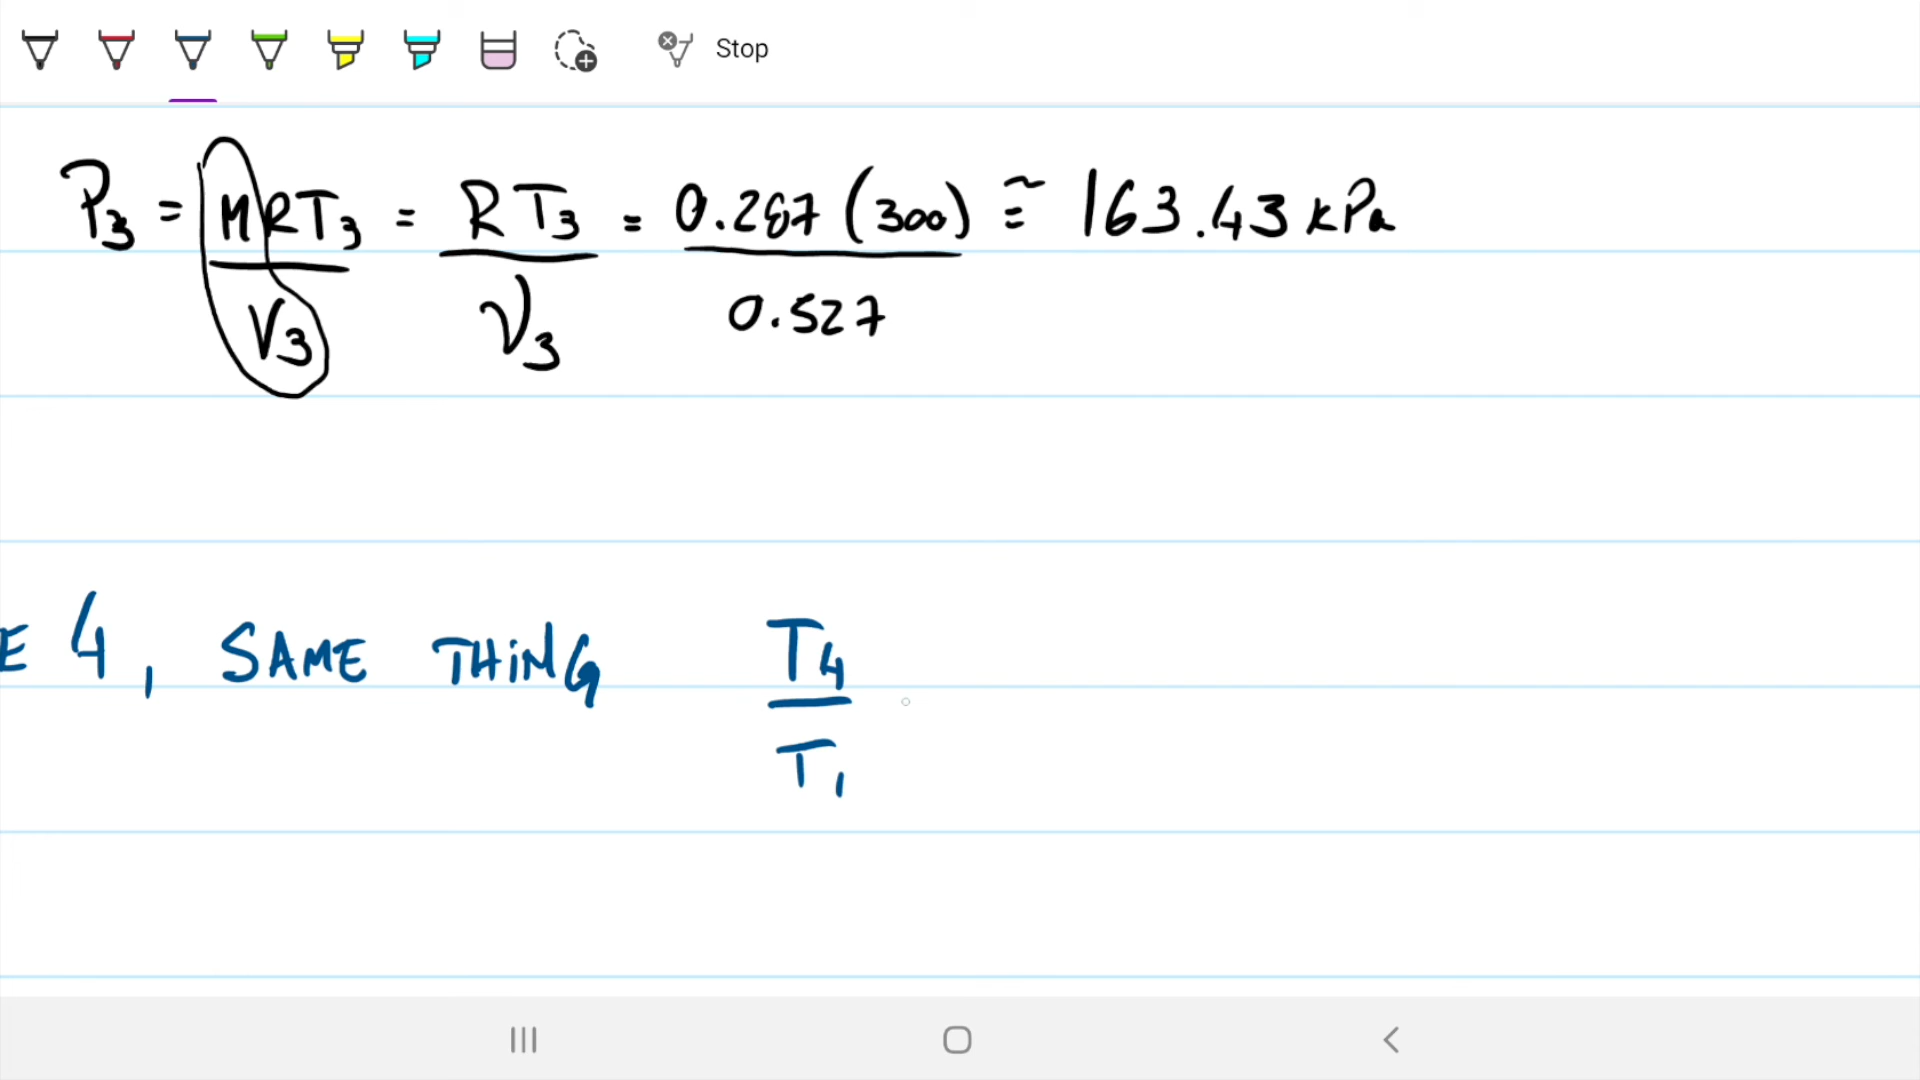 Stop
P3 = MRT3 / V3 = RT3 / V3 = 0.287 (300) / 0.527 ≅ 163.43 kPa
E 4, SAME THING T4 / T1